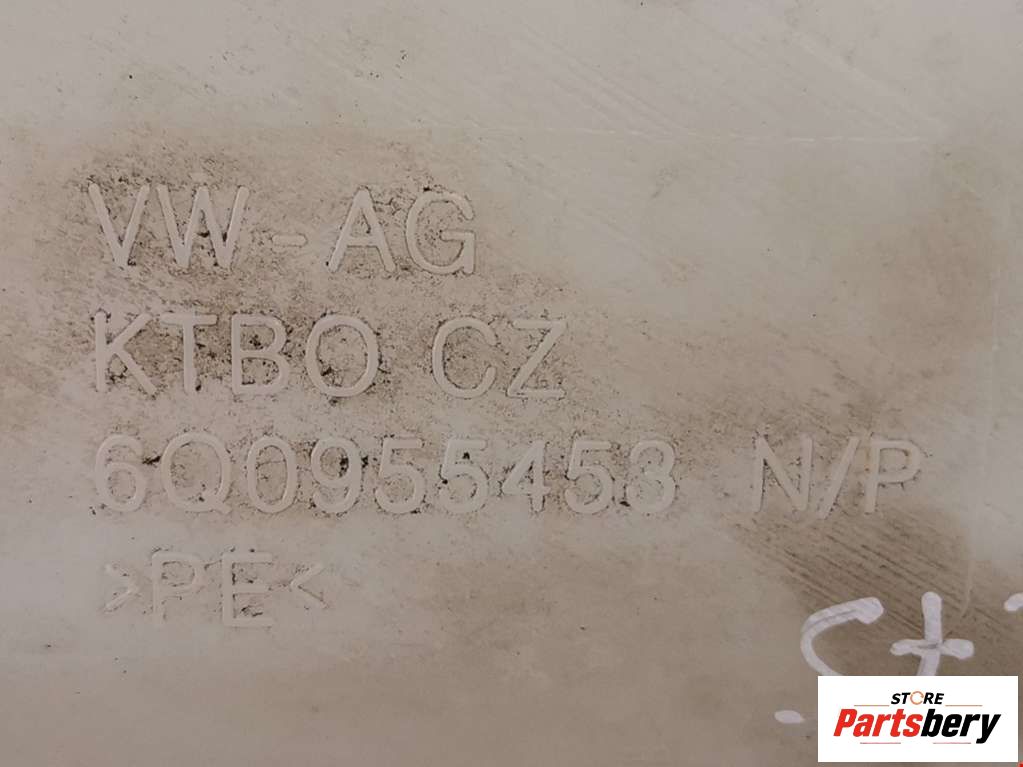 VW-AG
KTBO CZ
6Q0955453 N/P
>PE<
STORE
Partsbery